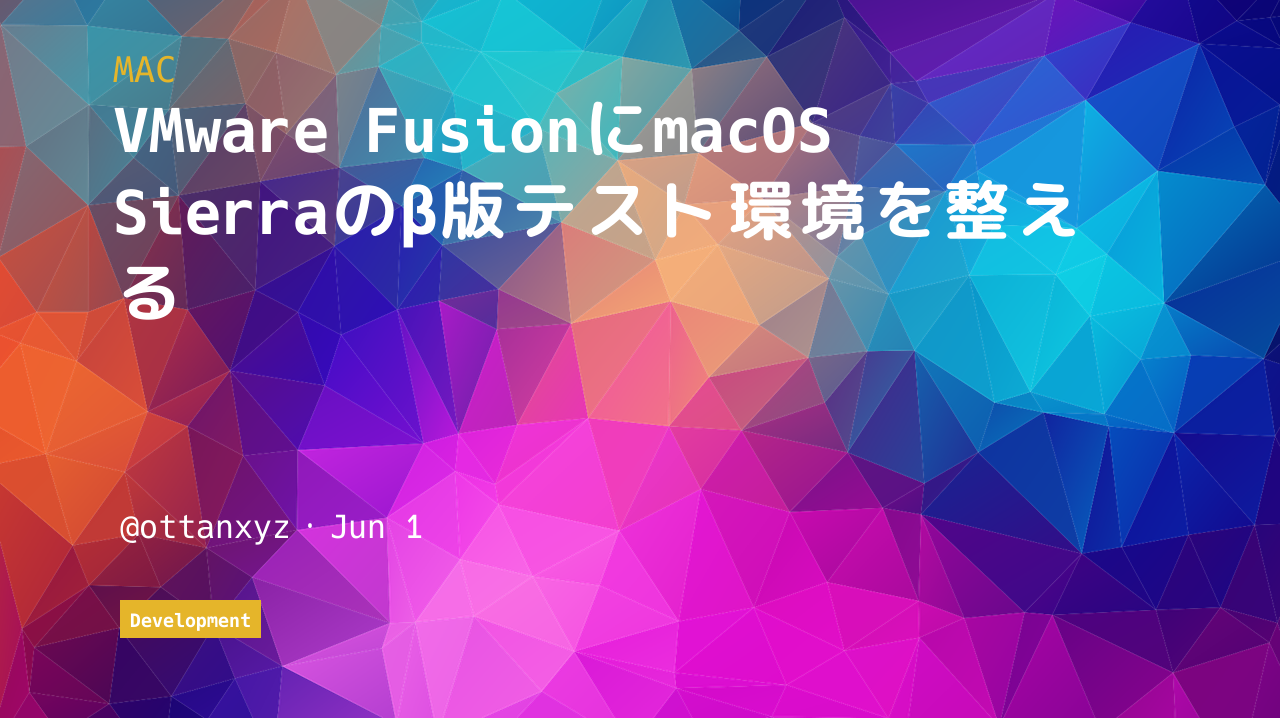 MAC
VMware FusionにmacOS
Sierraのβ版テスト環境を整え
る
@ottanxyz · Jun 1
Development